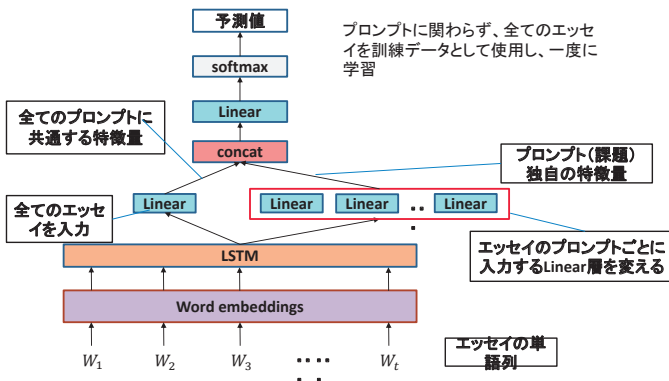 予測値
プロンプトに関わらず、全てのエッセ
イを訓練データとして使用し、一度に
学習
softmax
全てのプロンプトに
共通する特徴量
Linear
concat
プロンプト(課題)
独自の特徴量
全てのエッセ
イを入力
Linear
Linear Linear ‥ Linear
エッセイのプロンプトごとに
入力するLinear層を変える
LSTM
Word embeddings
W₁ W₂ W₃ ‥‥ Wₜ
エッセイの単
語列